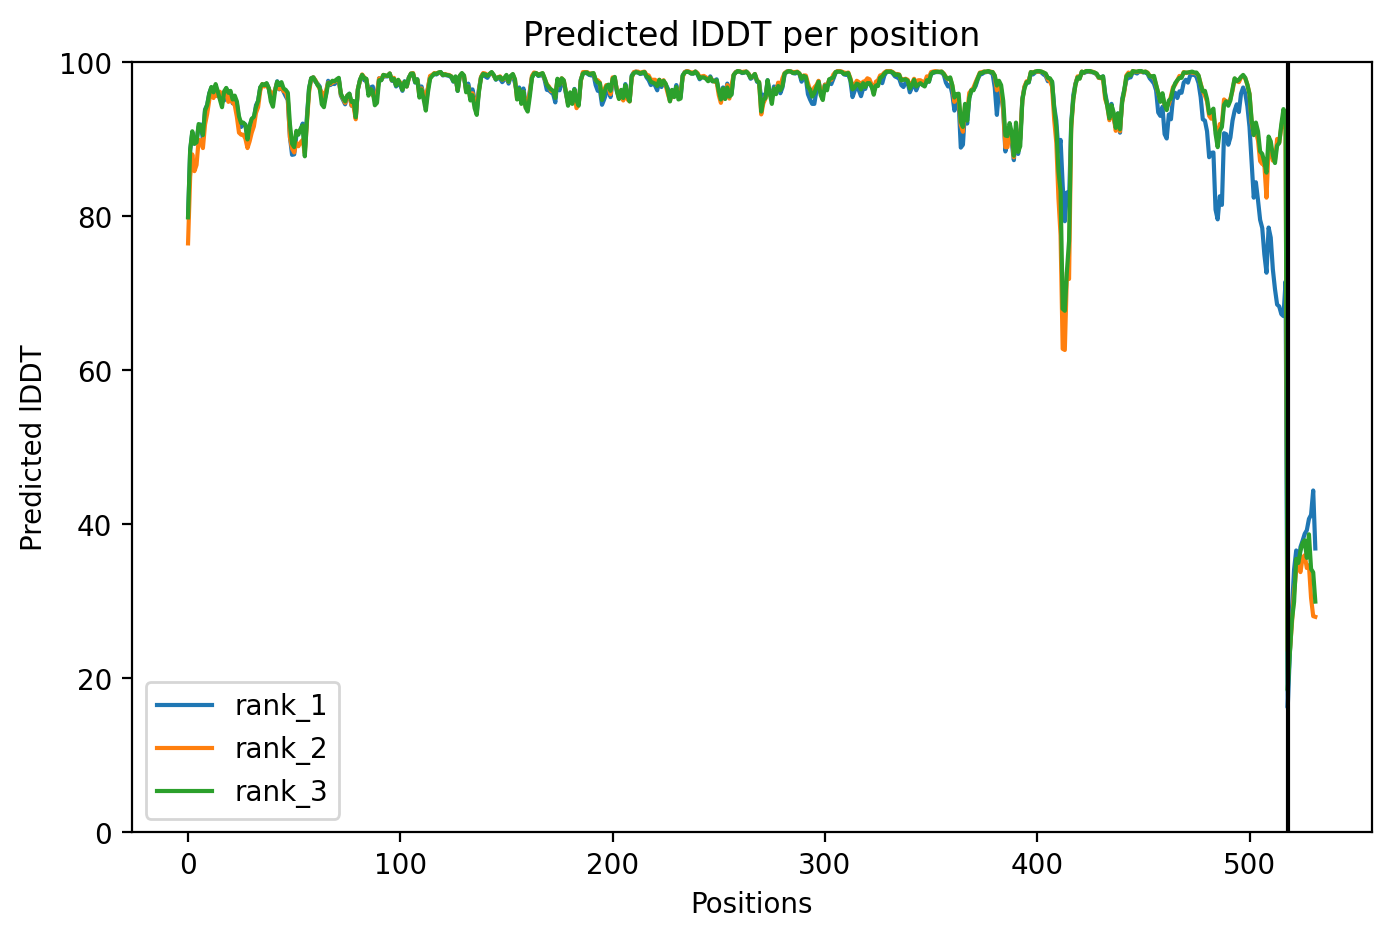 Predicted lDDT per position
100
80
60
40
20
0
Predicted lDDT
rank_1
rank_2
rank_3
0 100 200 300 400 500
Positions